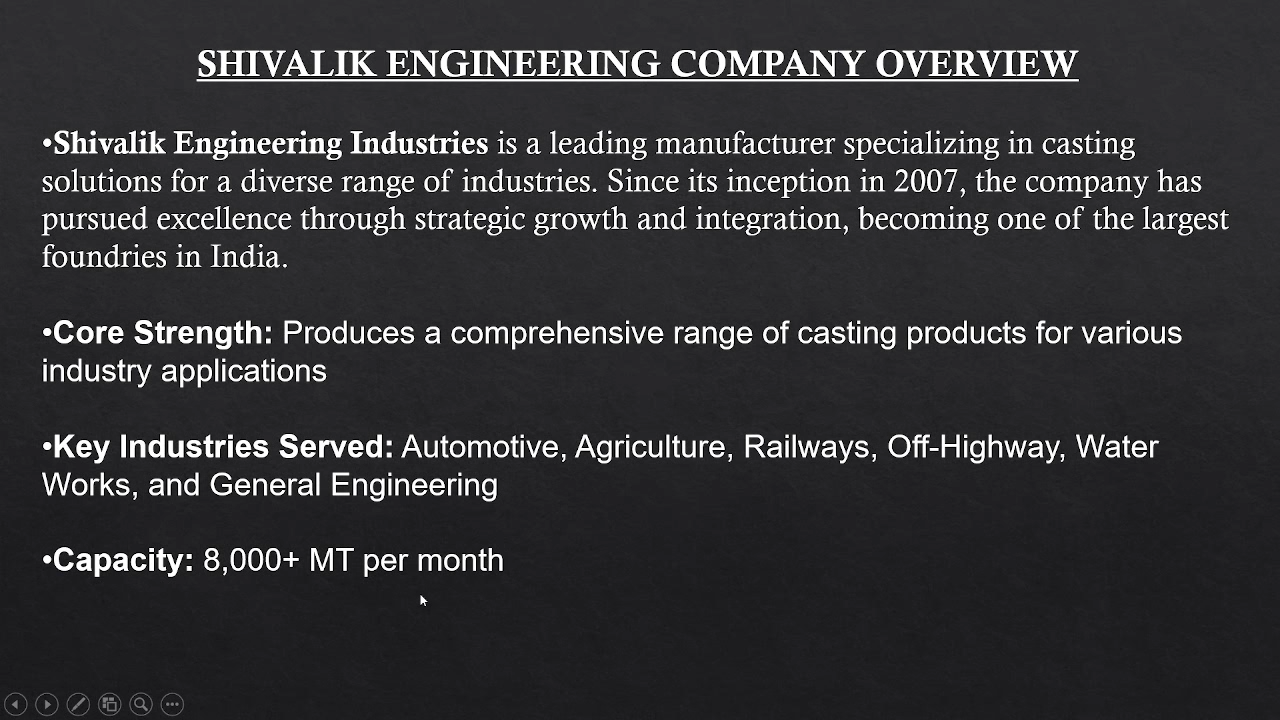 SHIVALIK ENGINEERING COMPANY OVERVIEW
•Shivalik Engineering Industries is a leading manufacturer specializing in casting
solutions for a diverse range of industries. Since its inception in 2007, the company has
pursued excellence through strategic growth and integration, becoming one of the largest
foundries in India.
•Core Strength: Produces a comprehensive range of casting products for various
industry applications
•Key Industries Served: Automotive, Agriculture, Railways, Off-Highway, Water
Works, and General Engineering
•Capacity: 8,000+ MT per month